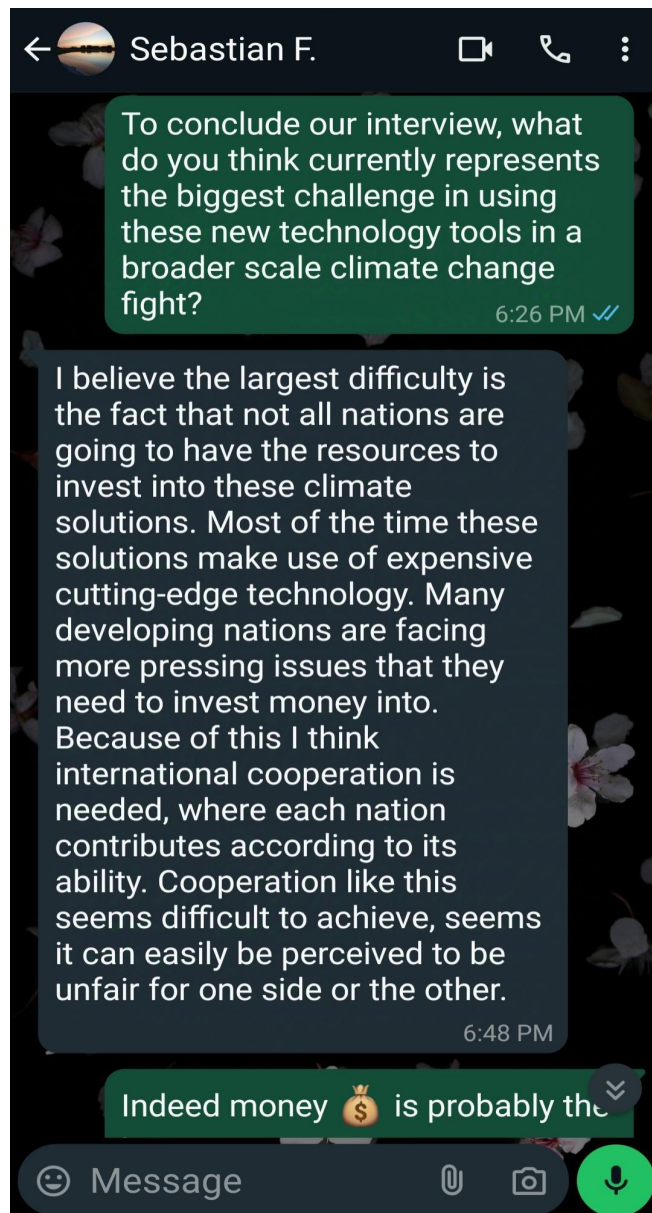 Sebastian F.
To conclude our interview, what
do you think currently represents
the biggest challenge in using
these new technology tools in a
broader scale climate change
fight?
6:26 PM
I believe the largest difficulty is
the fact that not all nations are
going to have the resources to
invest into these climate
solutions. Most of the time these
solutions make use of expensive
cutting-edge technology. Many
developing nations are facing
more pressing issues that they
need to invest money into.
Because of this I think
international cooperation is
needed, where each nation
contributes according to its
ability. Cooperation like this
seems difficult to achieve, seems
it can easily be perceived to be
unfair for one side or the other.
6:48 PM
Indeed money 💰 is probably the
Message